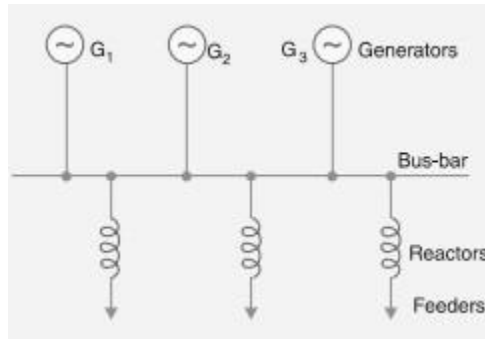 G1
G2
G3 Generators
Bus-bar
Reactors
Feeders